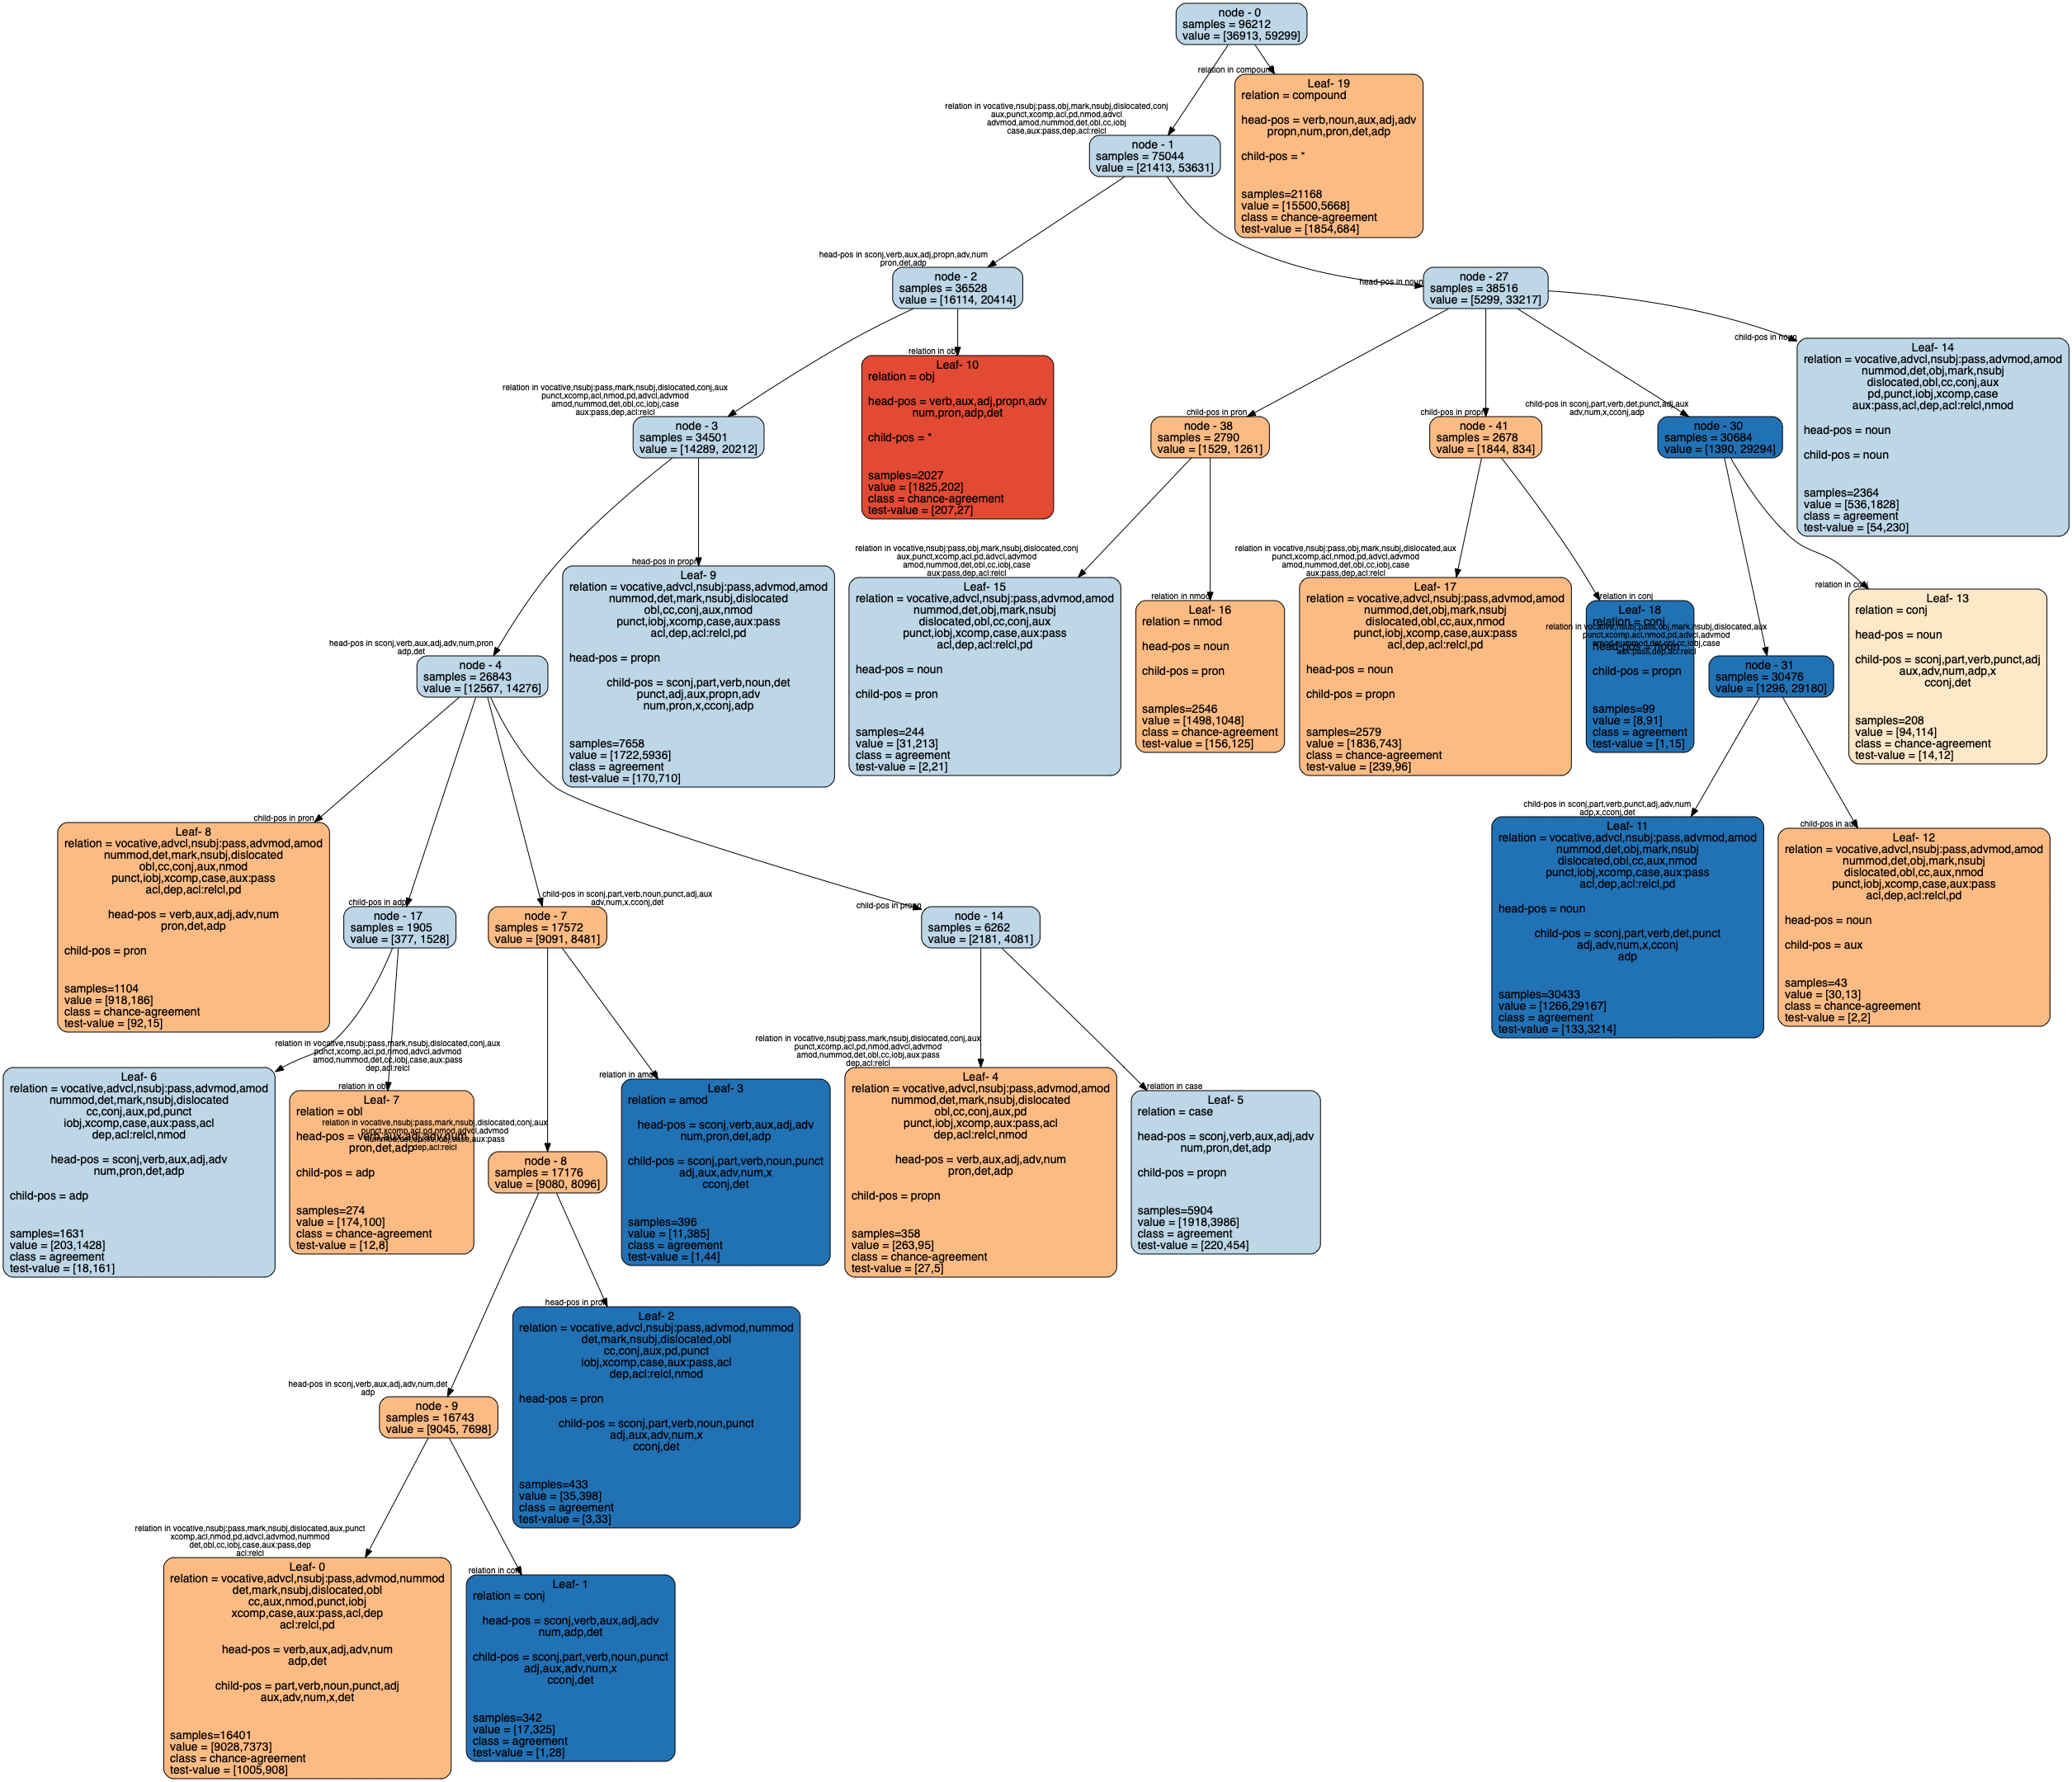 node - 0
samples = 96212
value = [36913, 59299]
relation in compound
Leaf- 19
relation = compound
head-pos = verb,noun,aux,adj,adv
propn,num,pron,det,adp
child-pos = *
samples=21168
value = [15500,5668]
class = chance-agreement
test-value = [1854,684]
relation in vocative,nsubj:pass,obj,mark,nsubj,dislocated,conj
aux,punct,xcomp,acl,pd,nmod,advcl
advmod,amod,nummod,det,obl,cc,iobj
case,aux:pass,dep,acl:relcl
node - 1
samples = 75044
value = [21413, 53631]
head-pos in sconj,verb,aux,adj,propn,adv,num
pron,det,adp
node - 2
samples = 36528
value = [16114, 20414]
head-pos in noun
node - 27
samples = 38516
value = [5299, 33217]
relation in obj
Leaf- 10
relation = obj
head-pos = verb,aux,adj,propn,adv
num,pron,adp,det
child-pos = *
samples=2027
value = [1825,202]
class = chance-agreement
test-value = [207,27]
child-pos in noun
Leaf- 14
relation = vocative,advcl,nsubj:pass,advmod,amod
nummod,det,obj,mark,nsubj
dislocated,obl,cc,conj,aux
pd,punct,iobj,xcomp,case
aux:pass,acl,dep,acl:relcl,nmod
head-pos = noun
child-pos = noun
samples=2364
value = [536,1828]
class = agreement
test-value = [54,230]
relation in vocative,nsubj:pass,mark,nsubj,dislocated,conj,aux
punct,xcomp,acl,nmod,pd,advcl,advmod
amod,nummod,det,obl,cc,iobj,case
aux:pass,dep,acl:relcl
node - 3
samples = 34501
value = [14289, 20212]
child-pos in pron
node - 38
samples = 2790
value = [1529, 1261]
child-pos in propn
node - 41
samples = 2678
value = [1844, 834]
child-pos in sconj,part,verb,det,punct,adj,aux
adv,num,x,cconj,adp
node - 30
samples = 30684
value = [1390, 29294]
head-pos in propn
Leaf- 9
relation = vocative,advcl,nsubj:pass,advmod,amod
nummod,det,mark,nsubj,dislocated
obl,cc,conj,aux,nmod
punct,iobj,xcomp,case,aux:pass
acl,dep,acl:relcl,pd
head-pos = propn
child-pos = sconj,part,verb,noun,det
punct,adj,aux,propn,adv
num,pron,x,cconj,adp
samples=7658
value = [1722,5936]
class = agreement
test-value = [170,710]
relation in vocative,nsubj:pass,obj,mark,nsubj,dislocated,conj
aux,punct,xcomp,acl,pd,advcl,advmod
amod,nummod,det,obl,cc,iobj,case
aux:pass,dep,acl:relcl
Leaf- 15
relation = vocative,advcl,nsubj:pass,advmod,amod
nummod,det,obj,mark,nsubj
dislocated,obl,cc,conj,aux
punct,iobj,xcomp,case,aux:pass
acl,dep,acl:relcl,pd
head-pos = noun
child-pos = pron
samples=244
value = [31,213]
class = agreement
test-value = [2,21]
relation in nmod
Leaf- 16
relation = nmod
head-pos = noun
child-pos = pron
samples=2546
value = [1498,1048]
class = chance-agreement
test-value = [156,125]
relation in vocative,nsubj:pass,obj,mark,nsubj,dislocated,aux
punct,xcomp,acl,nmod,pd,advcl,advmod
amod,nummod,det,obl,cc,iobj,case
aux:pass,dep,acl:relcl
Leaf- 17
relation = vocative,advcl,nsubj:pass,advmod,amod
nummod,det,obj,mark,nsubj
dislocated,obl,cc,aux,nmod
punct,iobj,xcomp,case,aux:pass
acl,dep,acl:relcl,pd
head-pos = noun
child-pos = propn
samples=2579
value = [1836,743]
class = chance-agreement
test-value = [239,96]
relation in conj
Leaf- 18
relation = conj
head-pos = noun
child-pos = propn
samples=99
value = [8,91]
class = agreement
test-value = [1,15]
relation in vocative,nsubj:pass,obj,mark,nsubj,dislocated,aux
punct,xcomp,acl,nmod,pd,advcl,advmod
amod,nummod,det,obl,cc,iobj,case
aux:pass,dep,acl:relcl
node - 31
samples = 30476
value = [1296, 29180]
relation in conj
Leaf- 13
relation = conj
head-pos = noun
child-pos = sconj,part,verb,punct,adj
aux,adv,num,adp,x
cconj,det
samples=208
value = [94,114]
class = chance-agreement
test-value = [14,12]
head-pos in sconj,verb,aux,adj,adv,num,pron
adp,det
node - 4
samples = 26843
value = [12567, 14276]
child-pos in pron
Leaf- 8
relation = vocative,advcl,nsubj:pass,advmod,amod
nummod,det,mark,nsubj,dislocated
obl,cc,conj,aux,nmod
punct,iobj,xcomp,case,aux:pass
acl,dep,acl:relcl,pd
head-pos = verb,aux,adj,adv,num
pron,det,adp
child-pos = pron
samples=1104
value = [918,186]
class = chance-agreement
test-value = [92,15]
child-pos in adp
node - 17
samples = 1905
value = [377, 1528]
child-pos in sconj,part,verb,noun,punct,adj,aux
adv,num,x,cconj,det
node - 7
samples = 17572
value = [9091, 8481]
child-pos in propn
node - 14
samples = 6262
value = [2181, 4081]
child-pos in sconj,part,verb,punct,adj,adv,num
adp,x,cconj,det
Leaf- 11
relation = vocative,advcl,nsubj:pass,advmod,amod
nummod,det,obj,mark,nsubj
dislocated,obl,cc,aux,nmod
punct,iobj,xcomp,case,aux:pass
acl,dep,acl:relcl,pd
head-pos = noun
child-pos = sconj,part,verb,det,punct
adj,adv,num,x,cconj
adp
samples=30433
value = [1266,29167]
class = agreement
test-value = [133,3214]
child-pos in aux
Leaf- 12
relation = vocative,advcl,nsubj:pass,advmod,amod
nummod,det,obj,mark,nsubj
dislocated,obl,cc,aux,nmod
punct,iobj,xcomp,case,aux:pass
acl,dep,acl:relcl,pd
head-pos = noun
child-pos = aux
samples=43
value = [30,13]
class = chance-agreement
test-value = [2,2]
relation in vocative,nsubj:pass,mark,nsubj,dislocated,conj,aux
punct,xcomp,acl,pd,nmod,advcl,advmod
amod,nummod,det,cc,iobj,case,aux:pass
dep,acl:relcl
Leaf- 6
relation = vocative,advcl,nsubj:pass,advmod,amod
nummod,det,mark,nsubj,dislocated
cc,conj,aux,pd,punct
iobj,xcomp,case,aux:pass,acl
dep,acl:relcl,nmod
head-pos = sconj,verb,aux,adj,adv
num,pron,det,adp
child-pos = adp
samples=1631
value = [203,1428]
class = agreement
test-value = [18,161]
relation in obl
Leaf- 7
relation = obl
head-pos = verb,aux,adj,adv,num
pron,det,adp
child-pos = adp
samples=274
value = [174,100]
class = chance-agreement
test-value = [12,8]
relation in vocative,nsubj:pass,mark,nsubj,dislocated,conj,aux
punct,xcomp,acl,pd,nmod,advcl,advmod
nummod,det,obl,cc,iobj,case,aux:pass
dep,acl:relcl
node - 8
samples = 17176
value = [9080, 8096]
relation in amod
Leaf- 3
relation = amod
head-pos = sconj,verb,aux,adj,adv
num,pron,det,adp
child-pos = sconj,part,verb,noun,punct
adj,aux,adv,num,x
cconj,det
samples=396
value = [11,385]
class = agreement
test-value = [1,44]
relation in vocative,nsubj:pass,mark,nsubj,dislocated,conj,aux
punct,xcomp,acl,pd,nmod,advcl,advmod
amod,nummod,det,obl,cc,iobj,aux:pass
dep,acl:relcl
Leaf- 4
relation = vocative,advcl,nsubj:pass,advmod,amod
nummod,det,mark,nsubj,dislocated
obl,cc,conj,aux,pd
punct,iobj,xcomp,aux:pass,acl
dep,acl:relcl,nmod
head-pos = verb,aux,adj,adv,num
pron,det,adp
child-pos = propn
samples=358
value = [263,95]
class = chance-agreement
test-value = [27,5]
relation in case
Leaf- 5
relation = case
head-pos = sconj,verb,aux,adj,adv
num,pron,det,adp
child-pos = propn
samples=5904
value = [1918,3986]
class = agreement
test-value = [220,454]
head-pos in sconj,verb,aux,adj,adv,num,det
adp
node - 9
samples = 16743
value = [9045, 7698]
head-pos in pron
Leaf- 2
relation = vocative,advcl,nsubj:pass,advmod,nummod
det,mark,nsubj,dislocated,obl
cc,conj,aux,pd,punct
iobj,xcomp,case,aux:pass,acl
dep,acl:relcl,nmod
head-pos = pron
child-pos = sconj,part,verb,noun,punct
adj,aux,adv,num,x
cconj,det
samples=433
value = [35,398]
class = agreement
test-value = [3,33]
relation in vocative,nsubj:pass,mark,nsubj,dislocated,aux,punct
xcomp,acl,nmod,pd,advcl,advmod,nummod
det,obl,cc,iobj,case,aux:pass,dep
acl:relcl
Leaf- 0
relation = vocative,advcl,nsubj:pass,advmod,nummod
det,mark,nsubj,dislocated,obl
cc,aux,nmod,punct,iobj
xcomp,case,aux:pass,acl,dep
acl:relcl,pd
head-pos = verb,aux,adj,adv,num
adp,det
child-pos = part,verb,noun,punct,adj
aux,adv,num,x,det
samples=16401
value = [9028,7373]
class = chance-agreement
test-value = [1005,908]
relation in conj
Leaf- 1
relation = conj
head-pos = sconj,verb,aux,adj,adv
num,adp,det
child-pos = sconj,part,verb,noun,punct
adj,aux,adv,num,x
cconj,det
samples=342
value = [17,325]
class = agreement
test-value = [1,28]